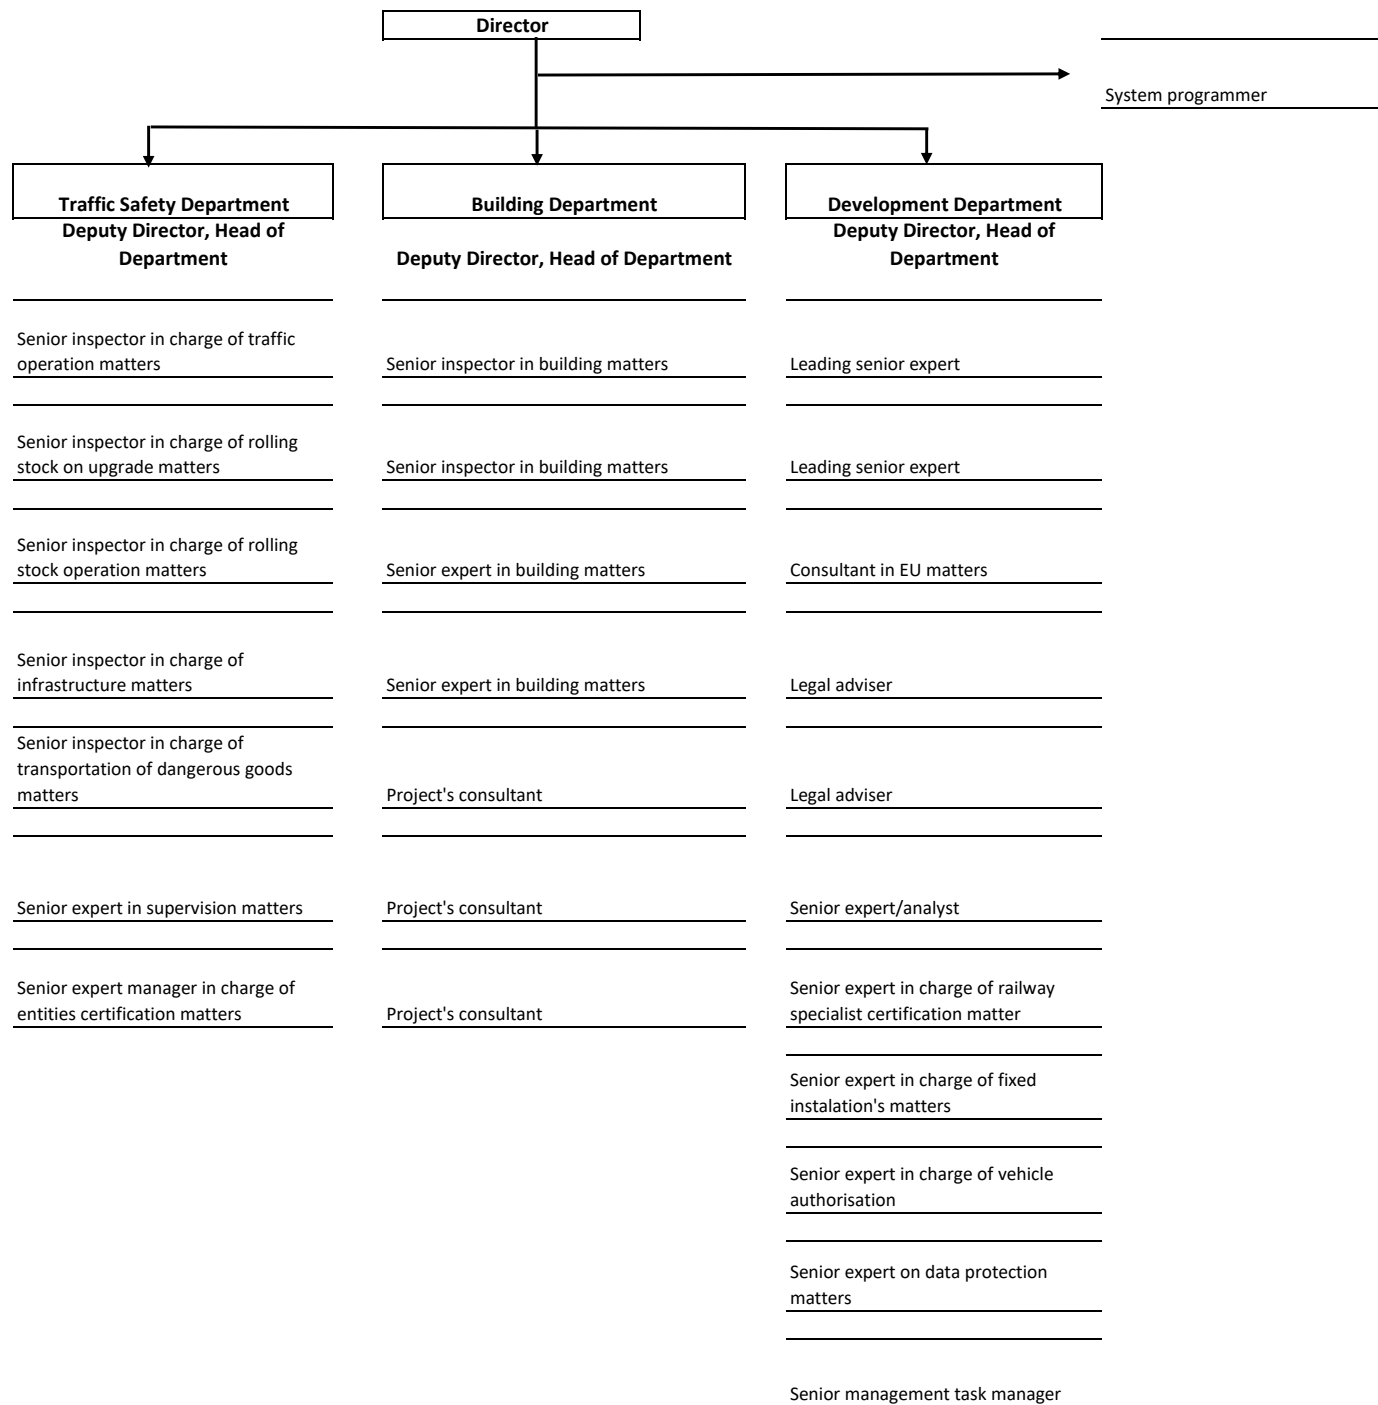 Director
System programmer
Traffic Safety Department
Deputy Director, Head of
Department
Senior inspector in charge of traffic
operation matters
Senior inspector in charge of rolling
stock on upgrade matters
Senior inspector in charge of rolling
stock operation matters
Senior inspector in charge of
infrastructure matters
Senior inspector in charge of
transportation of dangerous goods
matters
Senior expert in supervision matters
Senior expert manager in charge of
entities certification matters
Building Department
Deputy Director, Head of Department
Senior inspector in building matters
Senior inspector in building matters
Senior expert in building matters
Senior expert in building matters
Project's consultant
Project's consultant
Project's consultant
Development Department
Deputy Director, Head of
Department
Leading senior expert
Leading senior expert
Consultant in EU matters
Legal adviser
Legal adviser
Senior expert/analyst
Senior expert in charge of railway
specialist certification matter
Senior expert in charge of fixed
instalation's matters
Senior expert in charge of vehicle
authorisation
Senior expert on data protection
matters
Senior management task manager